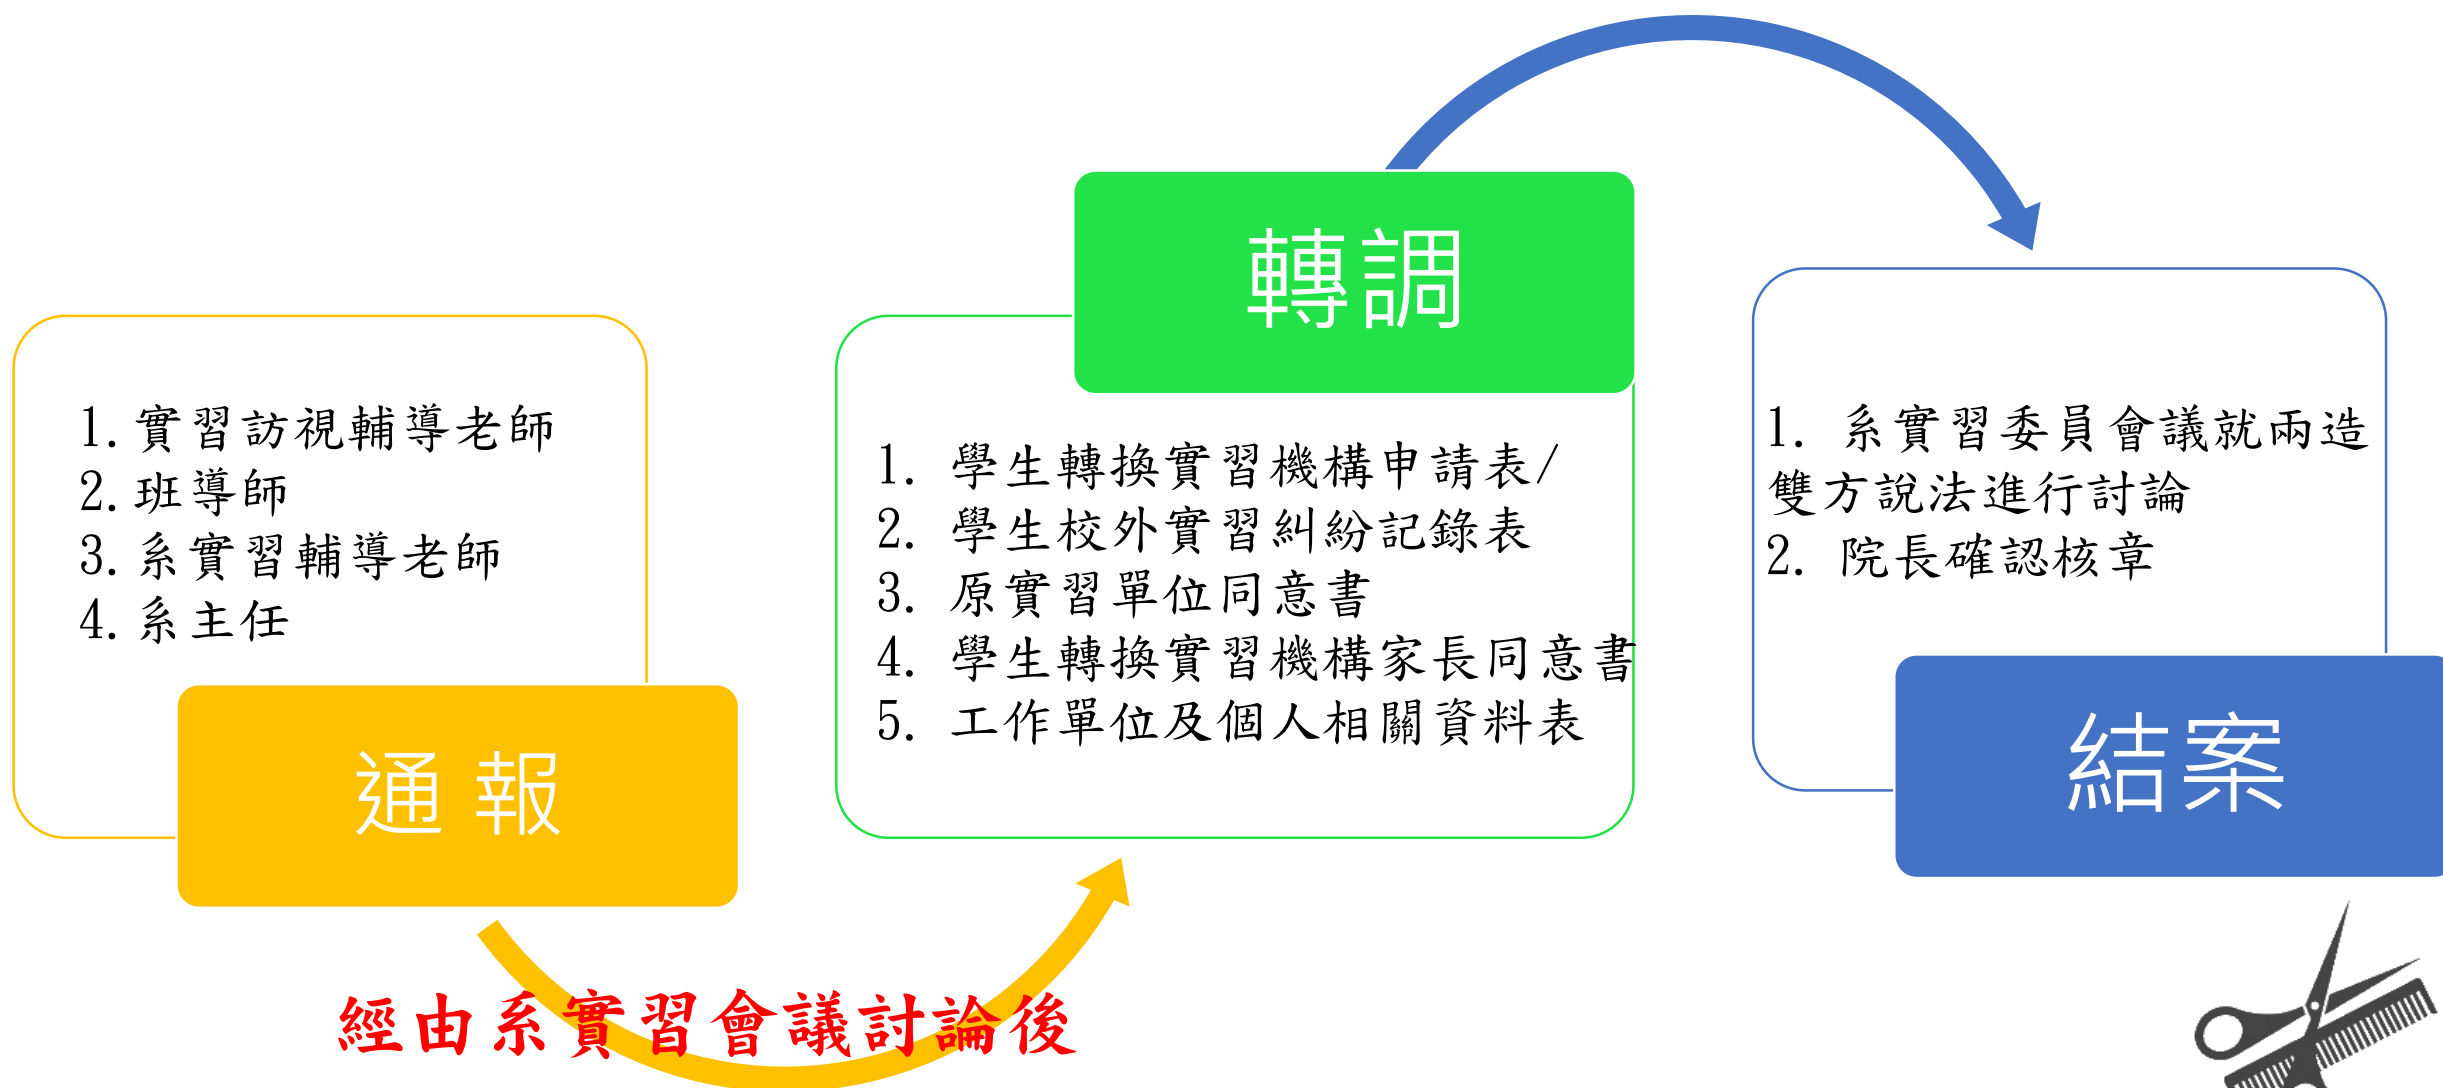 1.實習訪視輔導老師
2.班導師
3.系實習輔導老師
4.系主任
通 報
經由系實習會議討論後
轉調
1. 學生轉換實習機構申請表/
2. 學生校外實習糾紛記錄表
3. 原實習單位同意書
4. 學生轉換實習機構家長同意書
5. 工作單位及個人相關資料表
1. 系實習委員會議就兩造
雙方說法進行討論
2. 院長確認核章
結案